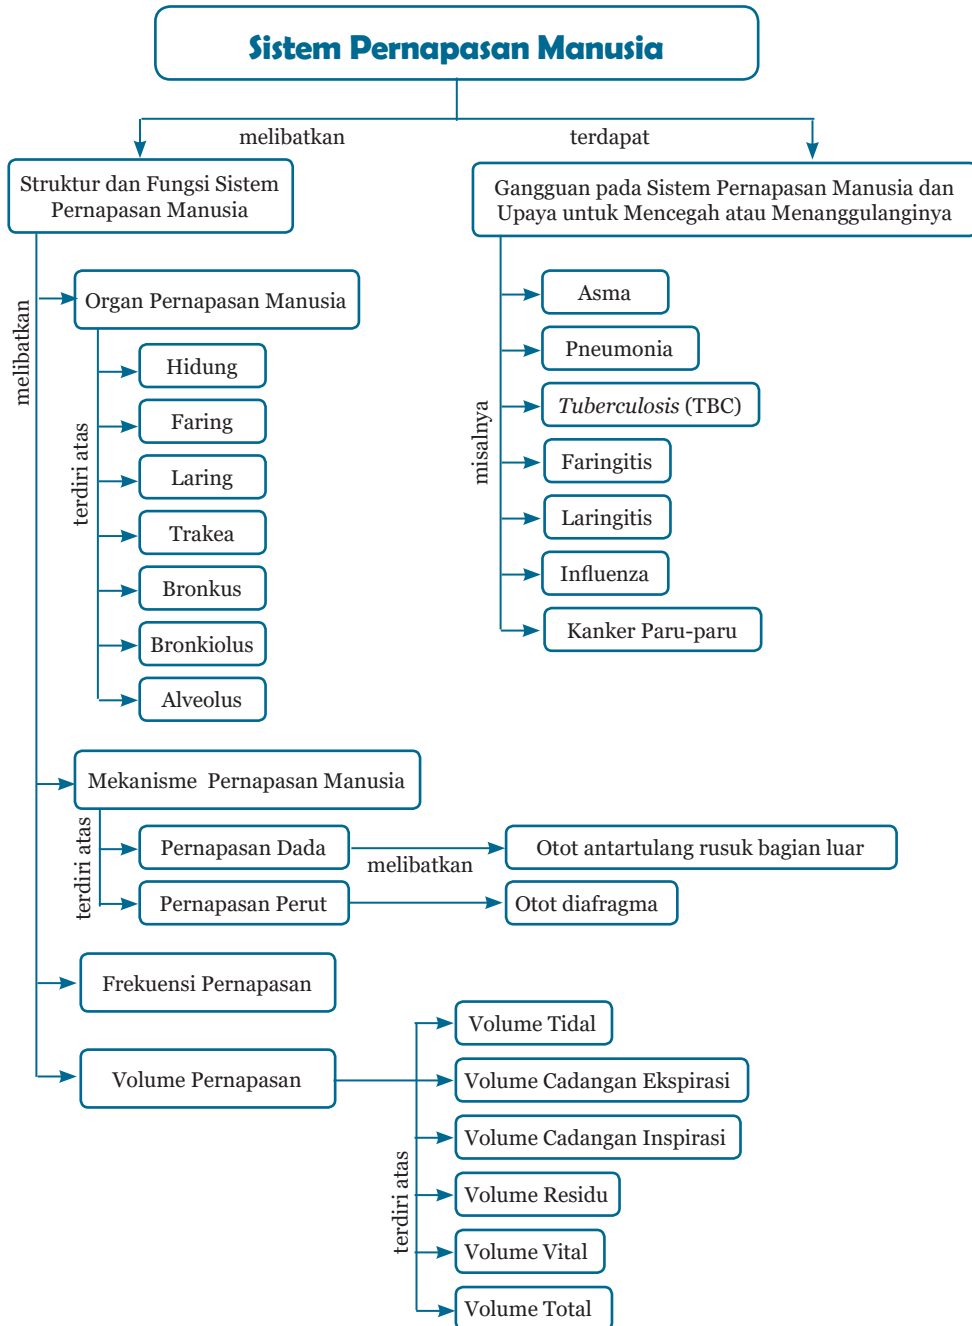 Sistem Pernapasan Manusia
melibatkan
terdapat
Struktur dan Fungsi Sistem
Pernapasan Manusia
Gangguan pada Sistem Pernapasan Manusia dan
Upaya untuk Mencegah atau Menanggulanginya
melibatkan
Organ Pernapasan Manusia
terdiri atas
Hidung
Faring
Laring
Trakea
Bronkus
Bronkiolus
Alveolus
misalnya
Asma
Pneumonia
Tuberculosis (TBC)
Faringitis
Laringitis
Influenza
Kanker Paru-paru
Mekanisme Pernapasan Manusia
terdiri atas
Pernapasan Dada
melibatkan
Otot antartulang rusuk bagian luar
Pernapasan Perut
Otot diafragma
Frekuensi Pernapasan
Volume Pernapasan
terdiri atas
Volume Tidal
Volume Cadangan Ekspirasi
Volume Cadangan Inspirasi
Volume Residu
Volume Vital
Volume Total